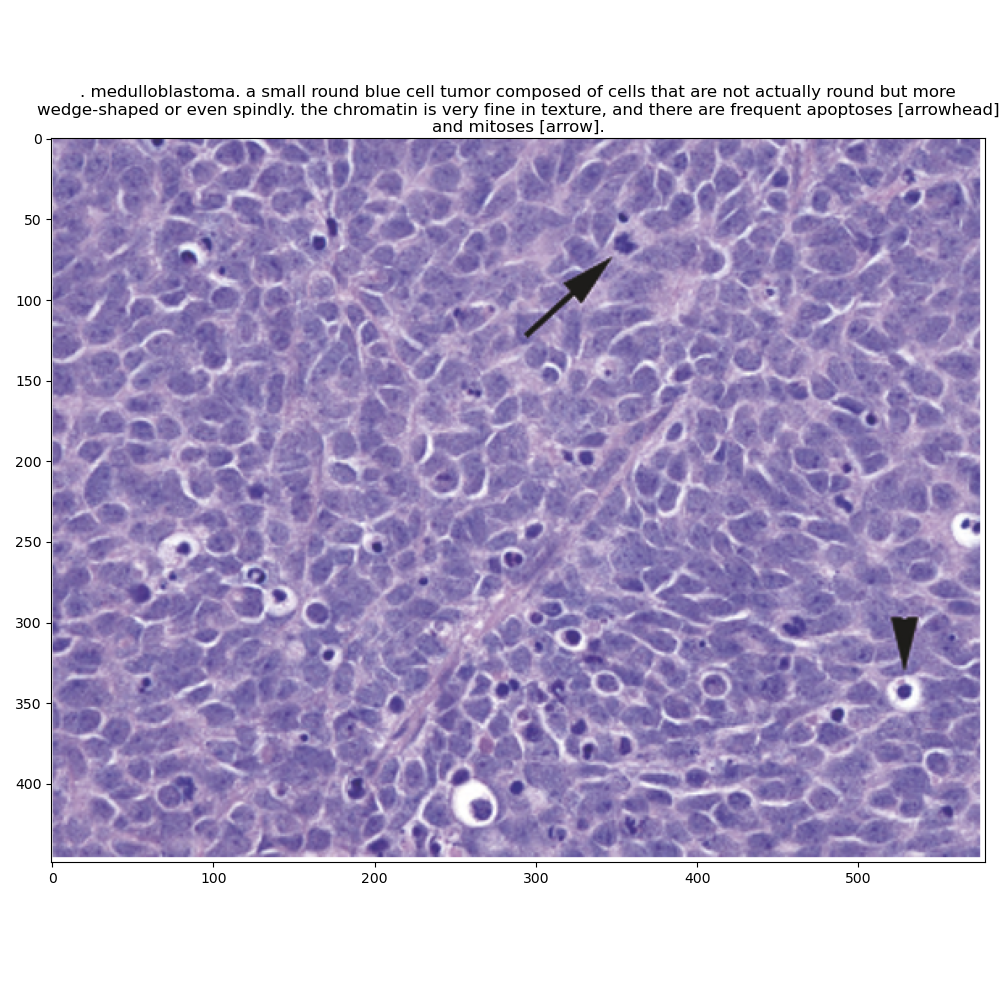 . medulloblastoma. a small round blue cell tumor composed of cells that are not actually round but more
wedge-shaped or even spindly. the chromatin is very fine in texture, and there are frequent apoptoses [arrowhead]
and mitoses [arrow].
0
50
100
150
200
250
300
350
400
0 100 200 300 400 500